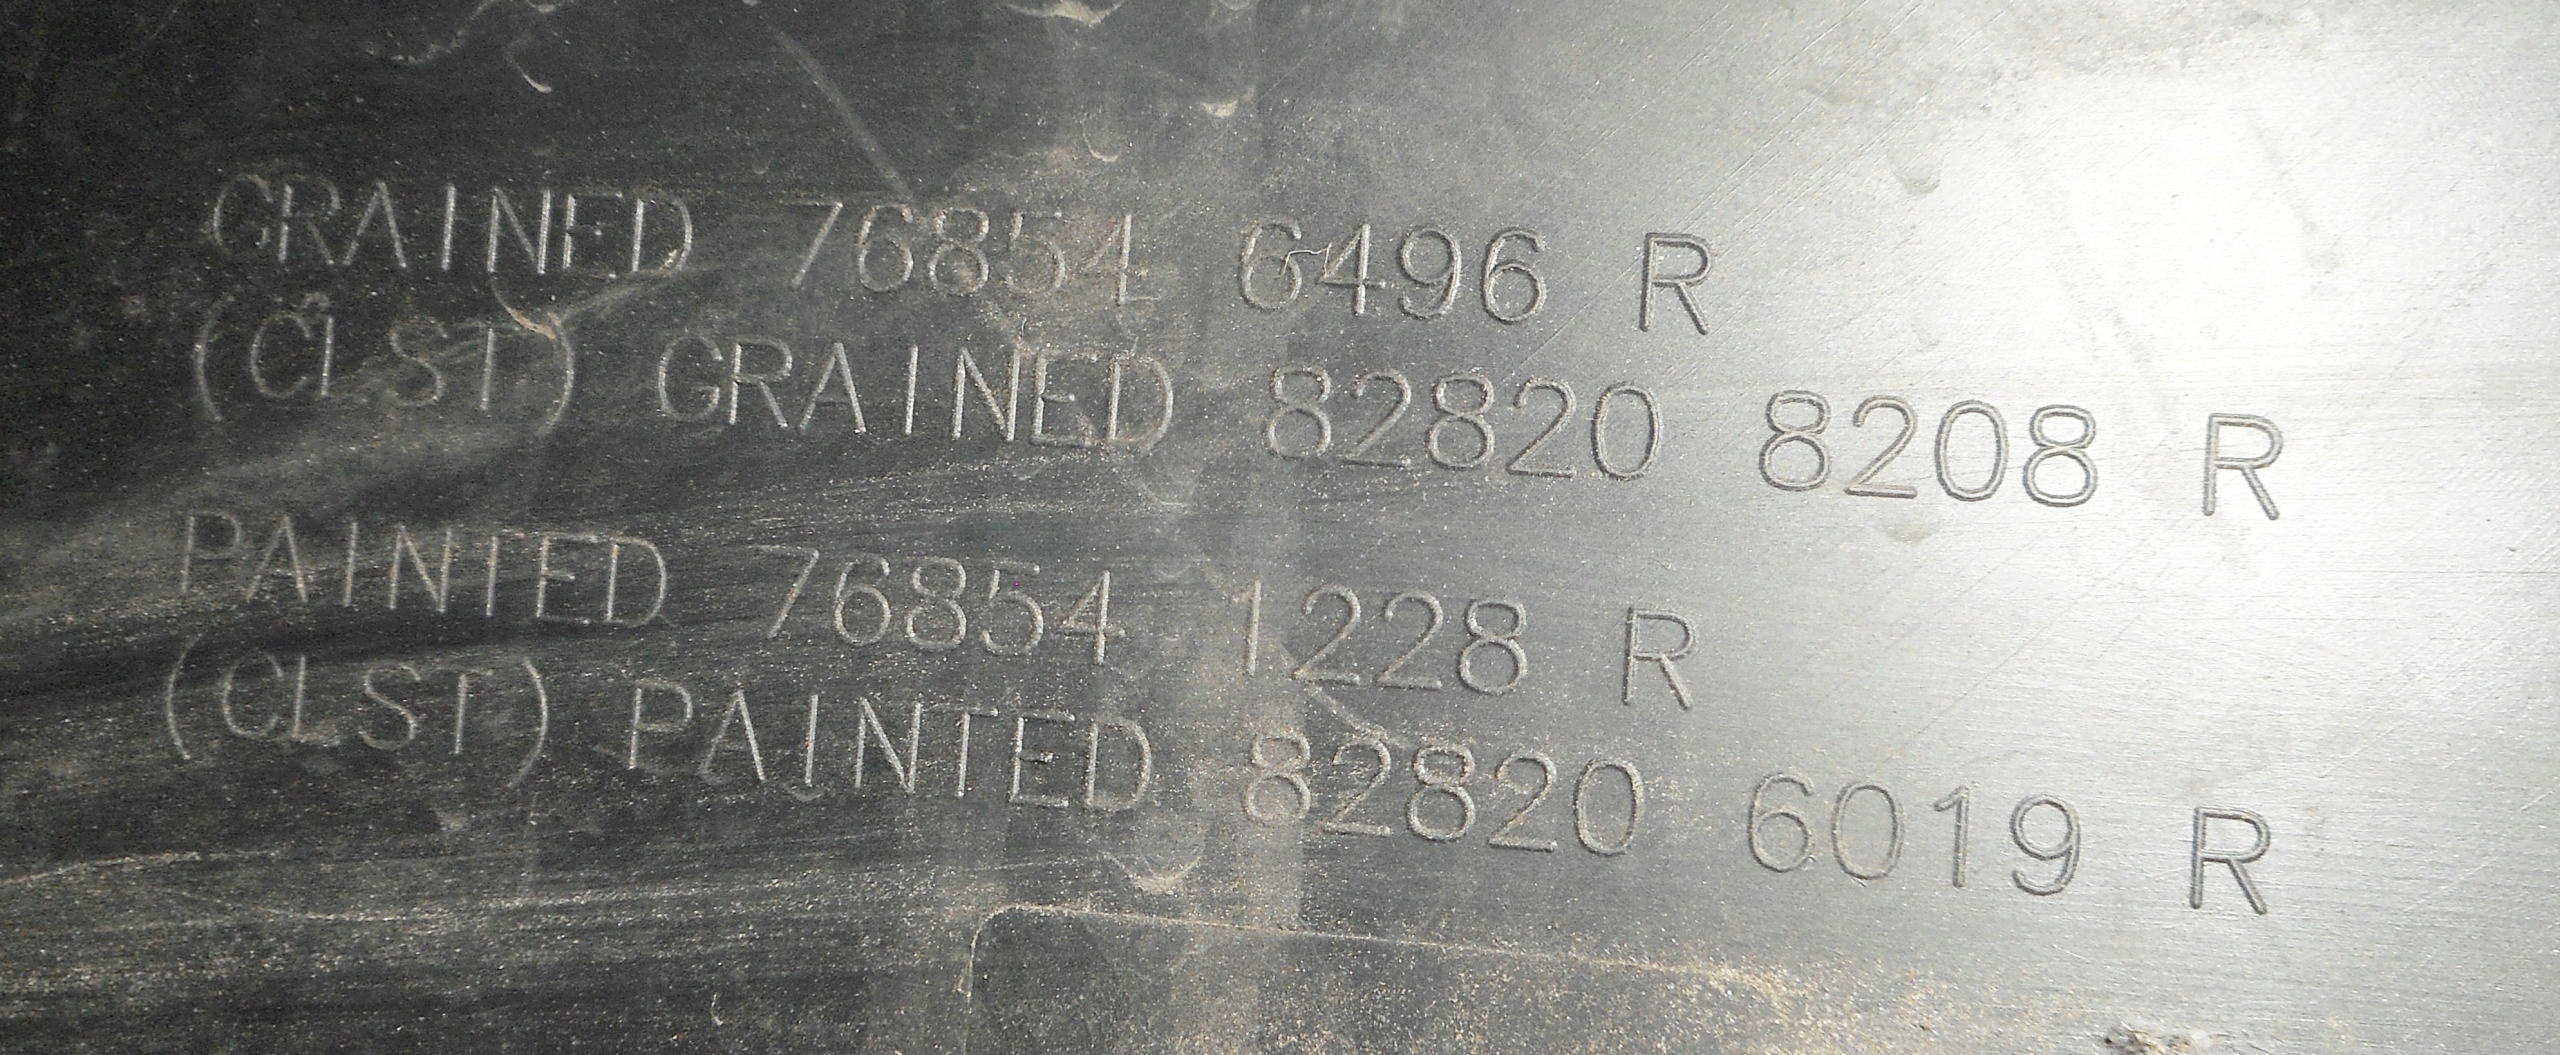 GRAINED 76854 6496 R
(CLST) GRAINED 82820 8208 R
PAINTED 76854 1228 R
(CLST) PAINTED 82820 6019 R